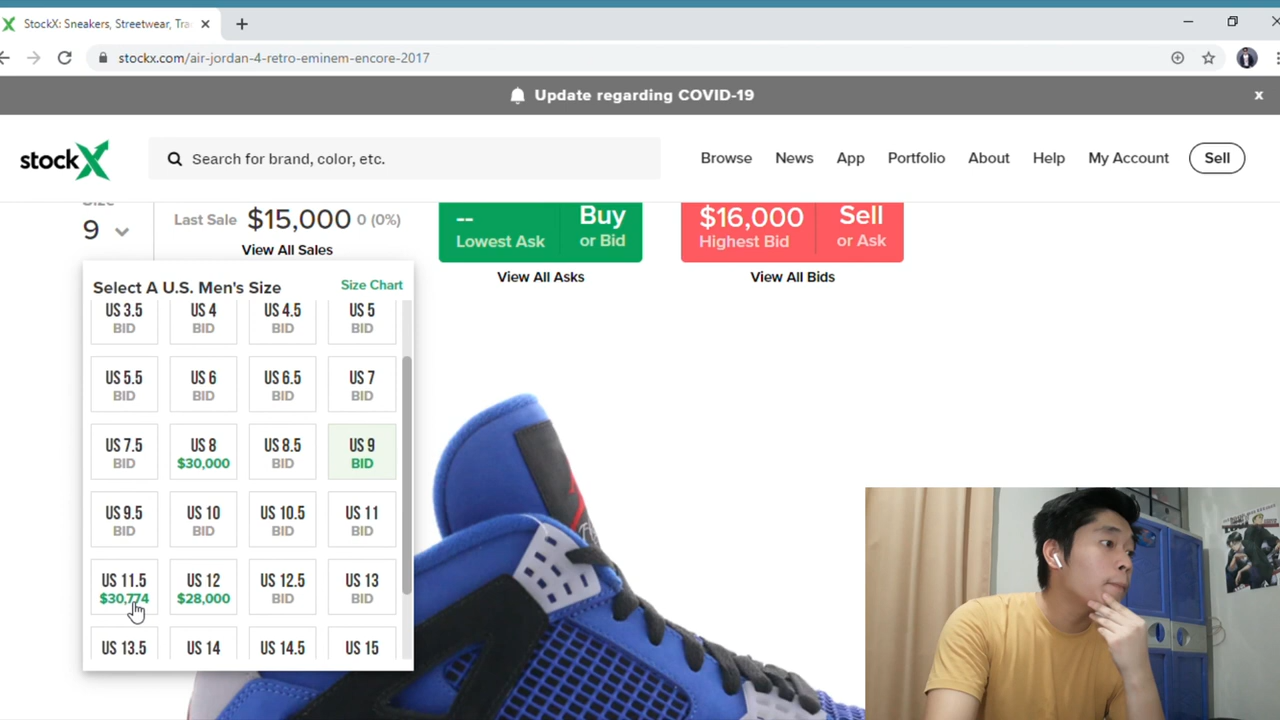 StockX: Sneakers, Streetwear, Tra
stockx.com/air-jordan-4-retro-eminem-encore-2017
Update regarding COVID-19 x
stockX Search for brand, color, etc. Browse News App Portfolio About Help My Account Sell
Size
9 Last Sale $15,000 0 (0%) -- Buy $16,000 Sell
Lowest Ask or Bid Highest Bid or Ask
View All Sales View All Asks View All Bids
Select A U.S. Men's Size Size Chart
US 3.5 US 4 US 4.5 US 5
BID BID BID BID
US 5.5 US 6 US 6.5 US 7
BID BID BID BID
US 7.5 US 8 US 8.5 US 9
BID $30,000 BID BID
US 9.5 US 10 US 10.5 US 11
BID BID BID BID
US 11.5 US 12 US 12.5 US 13
$30,774 $28,000 BID BID
US 13.5 US 14 US 14.5 US 15